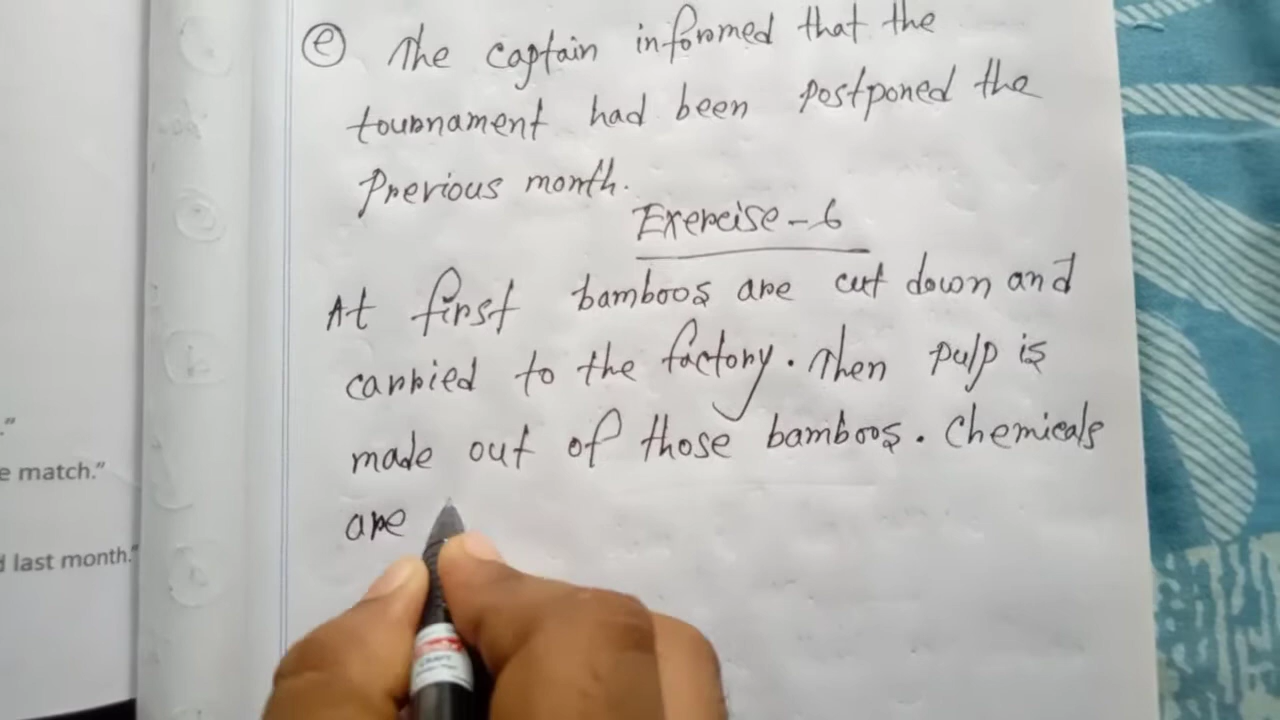 ."
e match."
d last month."
ⓔ The captain informed that the
tournament had been postponed the
Previous month.
Exercise-6
At first bamboos are cut down and
carried to the factory. Then pulp is
made out of those bamboos. Chemicals
are